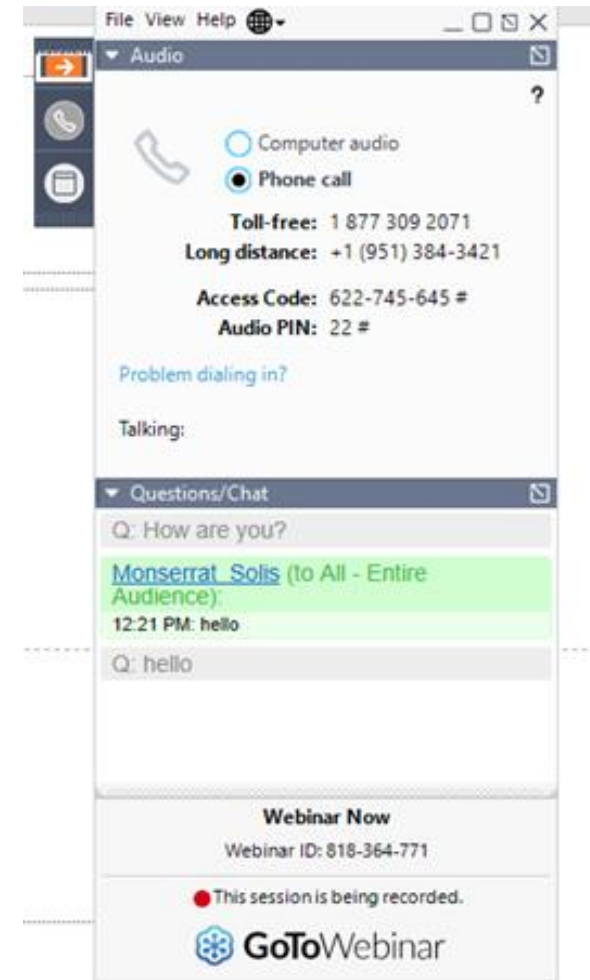 File View Help
Audio
?
Computer audio
Phone call
Toll-free: 1 877 309 2071
Long distance: +1 (951) 384-3421
Access Code: 622-745-645 #
Audio PIN: 22 #
Problem dialing in?
Talking:
Questions/Chat
Q: How are you?
Monserrat Solis (to All - Entire
Audience):
12:21 PM: hello
Q: hello
Webinar Now
Webinar ID: 818-364-771
This session is being recorded.
GoToWebinar